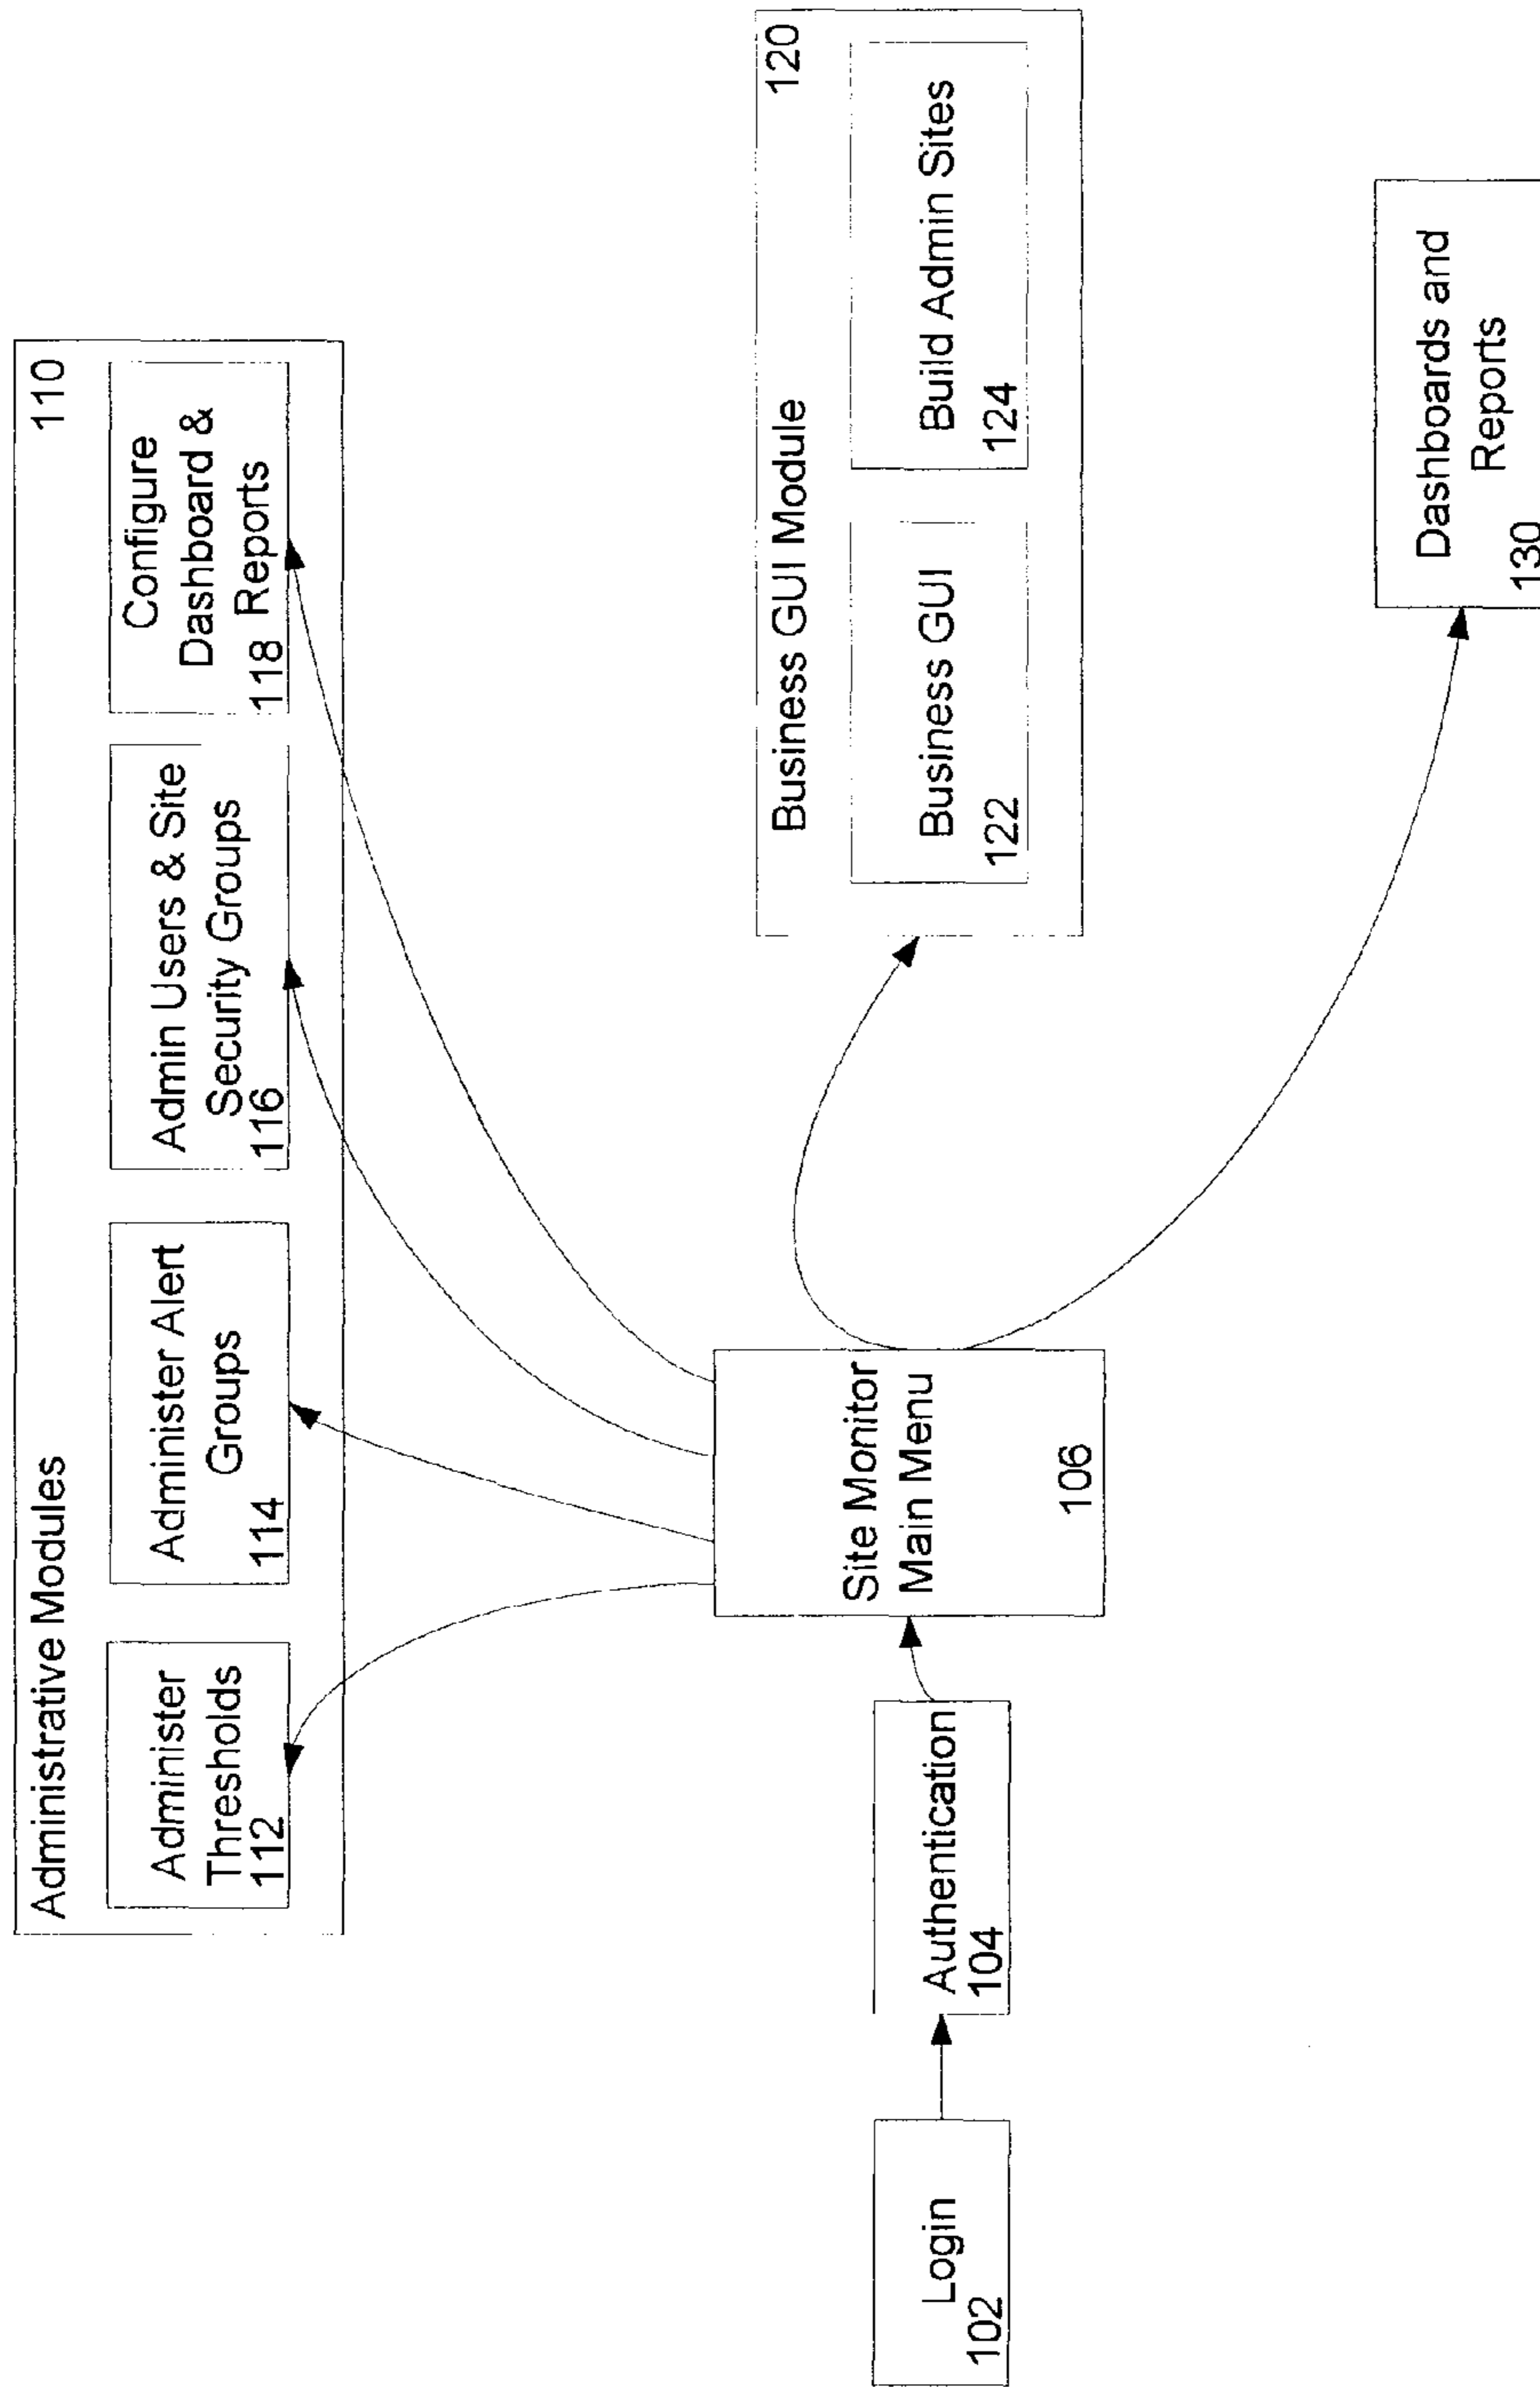 Administrative Modules
110
Administer
Thresholds
112
Administer Alert
Groups
114
Admin Users & Site
Security Groups
116
Configure
Dashboard &
118 Reports
Login
102
Authentication
104
Site Monitor
Main Menu
106
Business GUI Module
120
Business GUI
122
Build Admin Sites
124
Dashboards and
Reports
130